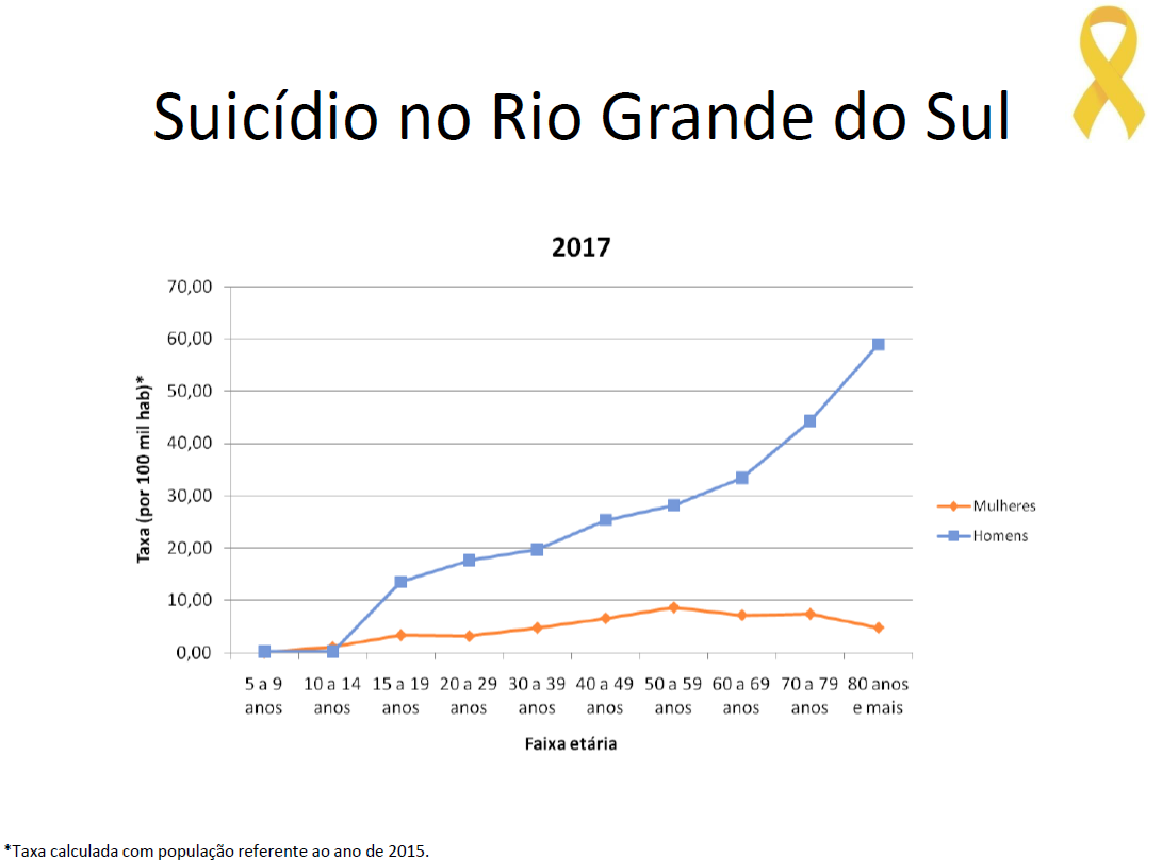 Suicídio no Rio Grande do Sul
2017
70,00
60,00
50,00
40,00
30,00
20,00
10,00
0,00
Taxa (por 100 mil hab)*
5 a 9 anos
10 a 14 anos
15 a 19 anos
20 a 29 anos
30 a 39 anos
40 a 49 anos
50 a 59 anos
60 a 69 anos
70 a 79 anos
80 anos e mais
Faixa etária
Mulheres
Homens
*Taxa calculada com população referente ao ano de 2015.